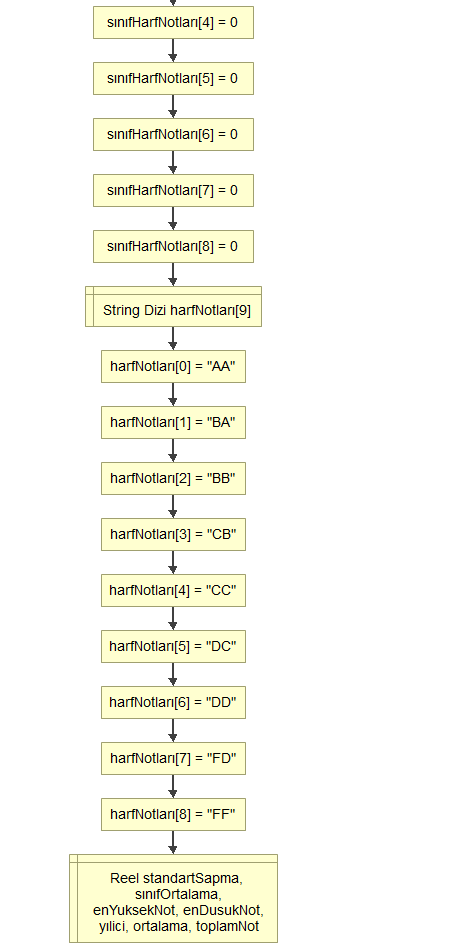 sınıfHarfNotları[4] = 0
sınıfHarfNotları[5] = 0
sınıfHarfNotları[6] = 0
sınıfHarfNotları[7] = 0
sınıfHarfNotları[8] = 0
String Dizi harfNotları[9]
harfNotları[0] = "AA"
harfNotları[1] = "BA"
harfNotları[2] = "BB"
harfNotları[3] = "CB"
harfNotları[4] = "CC"
harfNotları[5] = "DC"
harfNotları[6] = "DD"
harfNotları[7] = "FD"
harfNotları[8] = "FF"
Reel standartSapma,
sınıfOrtalama,
enYuksekNot, enDusukNot,
yılici, ortalama, toplamNot